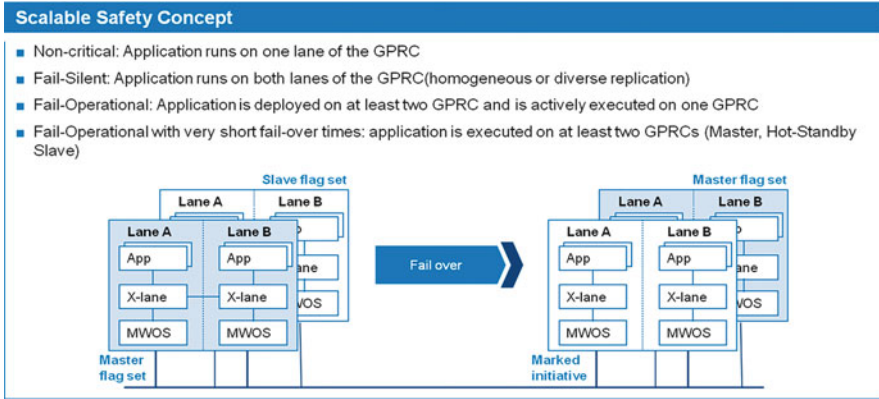 Scalable Safety Concept
Non-critical: Application runs on one lane of the GPRC
Fail-Silent: Application runs on both lanes of the GPRC(homogeneous or diverse replication)
Fail-Operational: Application is deployed on at least two GPRC and is actively executed on one GPRC
Fail-Operational with very short fail-over times: application is executed on at least two GPRCs (Master, Hot-Standby
Slave)
Slave flag set
Lane A
Lane B
Lane A
Lane B
App
App
X-lane
X-lane
ane
MWOS
MWOS
WOS
Master
flag set
Fail over
Master flag set
Lane A
Lane B
Lane A
Lane B
App
App
X-lane
X-lane
ane
MWOS
MWOS
WOS
Marked
initiative